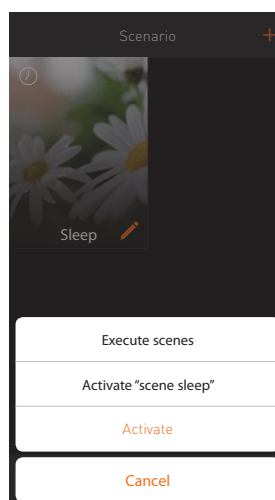 Scenario +
Sleep
Execute scenes
Activate “scene sleep”
Activate
Cancel